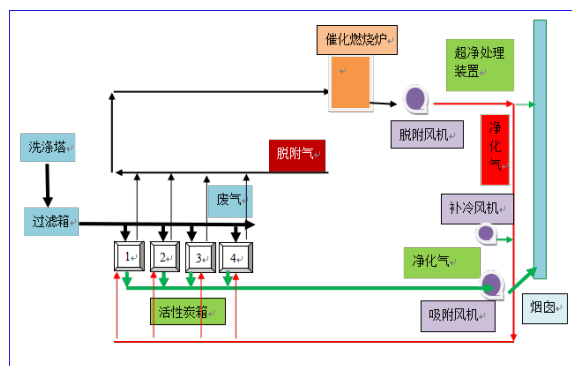 催化燃烧炉
超净处理
装置
脱附风机
净
化
气
洗涤塔
脱附气
废气
过滤箱
补冷风机
1
2
3
4
净化气
活性炭箱
吸附风机
烟囱